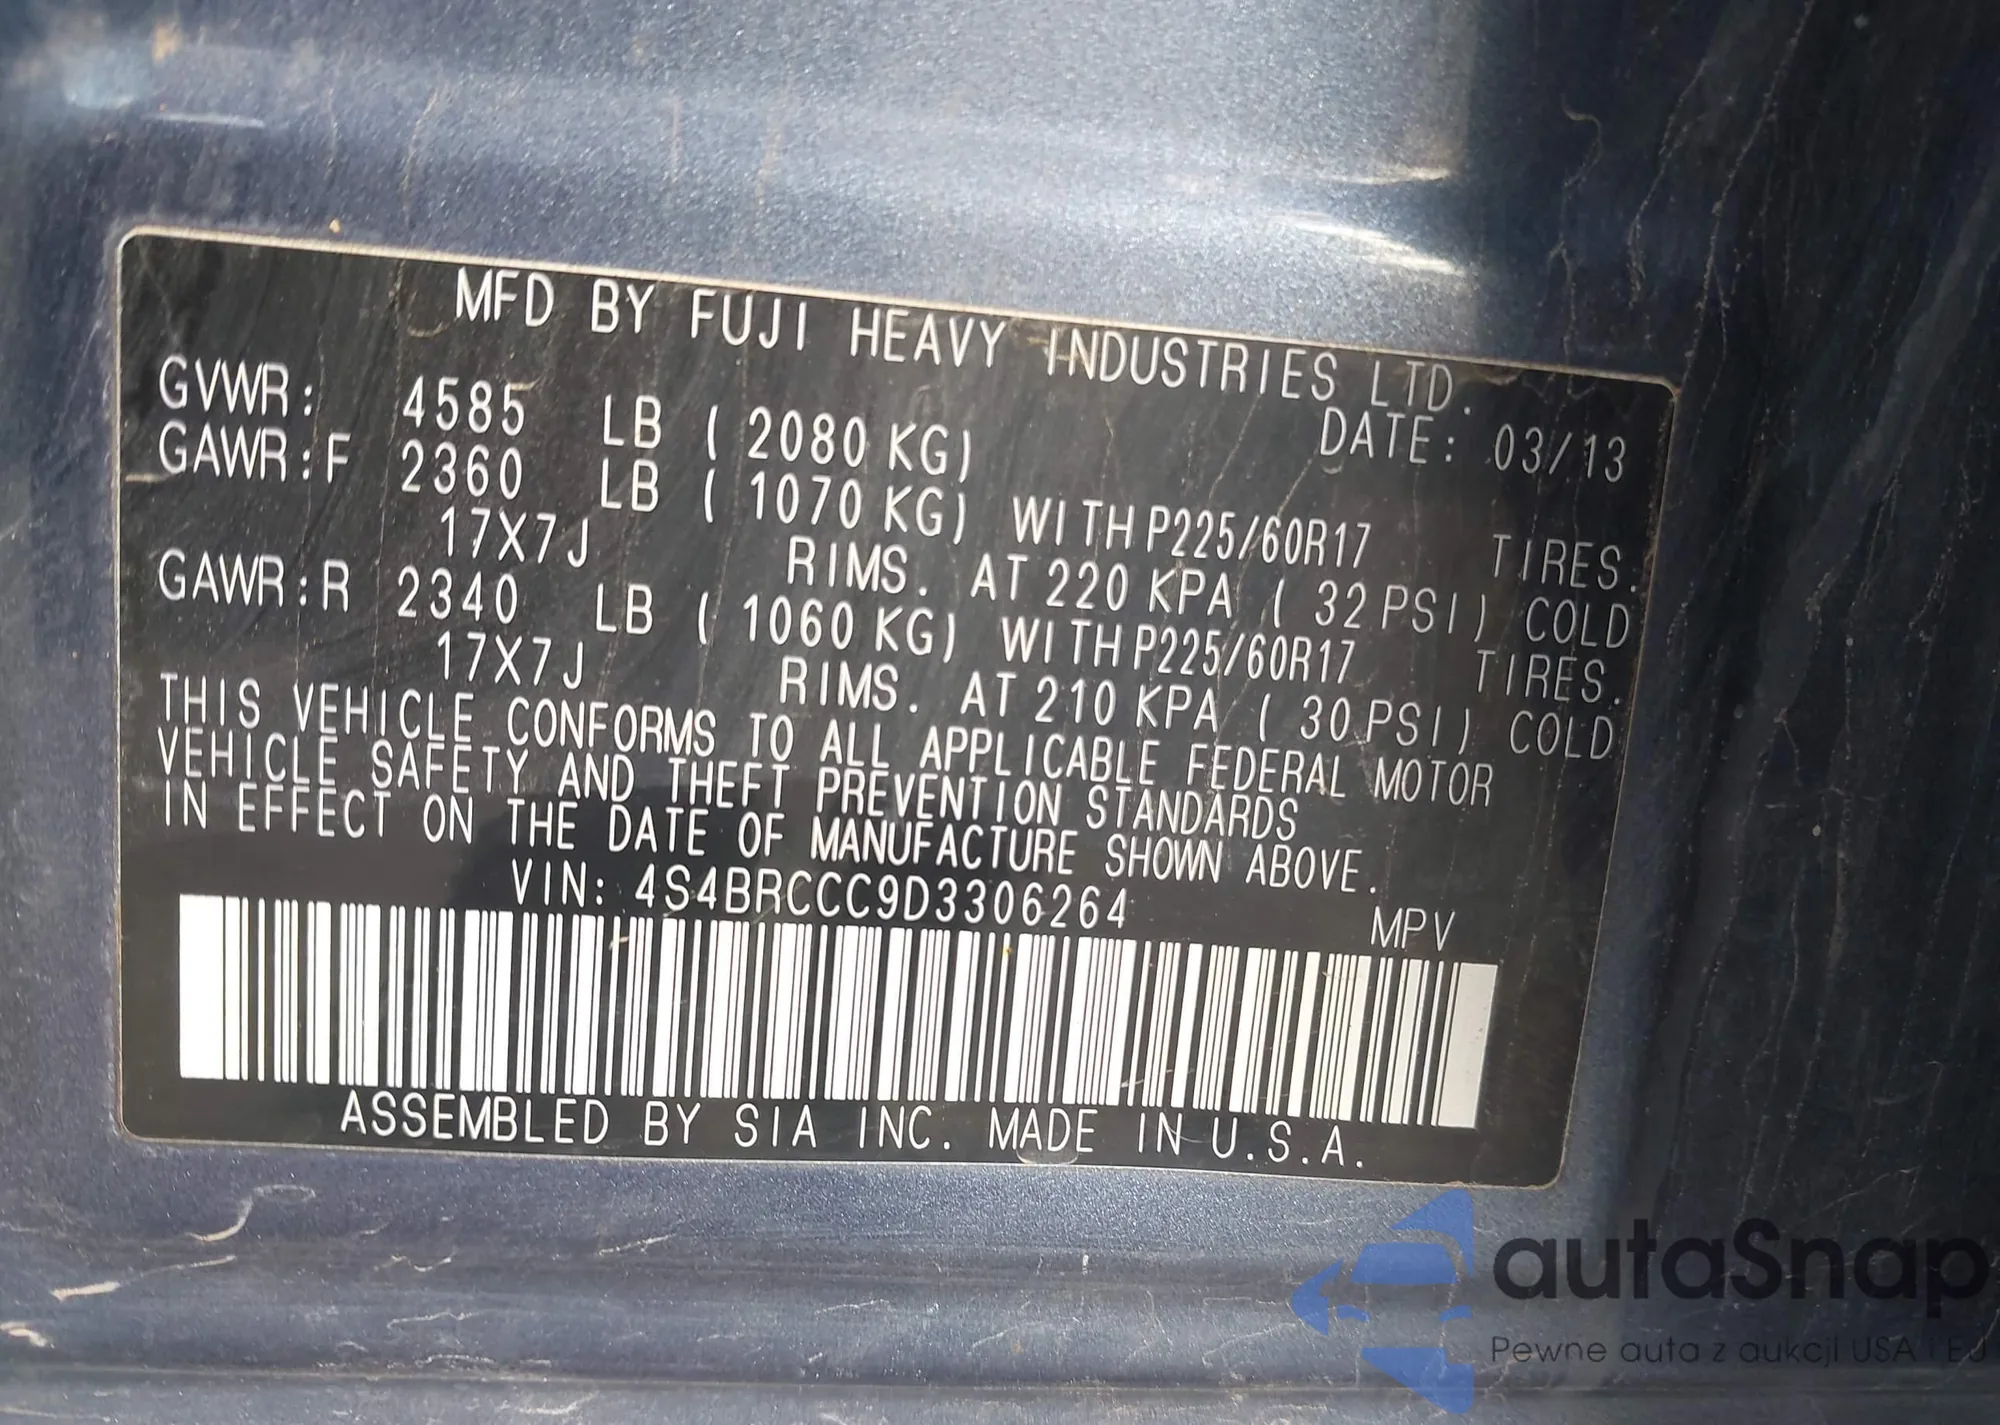 MFD BY FUJI HEAVY INDUSTRIES LTD.
GVWR: 4585 LB ( 2080 KG) DATE: 03/13
GAWR:F 2360 LB ( 1070 KG) WITH P225/60R17 TIRES.
17X7J RIMS. AT 220 KPA ( 32 PSI) COLD
GAWR:R 2340 LB ( 1060 KG) WITH P225/60R17 TIRES.
17X7J RIMS. AT 210 KPA ( 30 PSI) COLD
THIS VEHICLE CONFORMS TO ALL APPLICABLE FEDERAL MOTOR
VEHICLE SAFETY AND THEFT PREVENTION STANDARDS
IN EFFECT ON THE DATE OF MANUFACTURE SHOWN ABOVE.
VIN: 4S4BRCCC9D3306264 MPV
ASSEMBLED BY SIA INC. MADE IN U.S.A.
autaSnap
Pewne auta z aukcji USA i EU